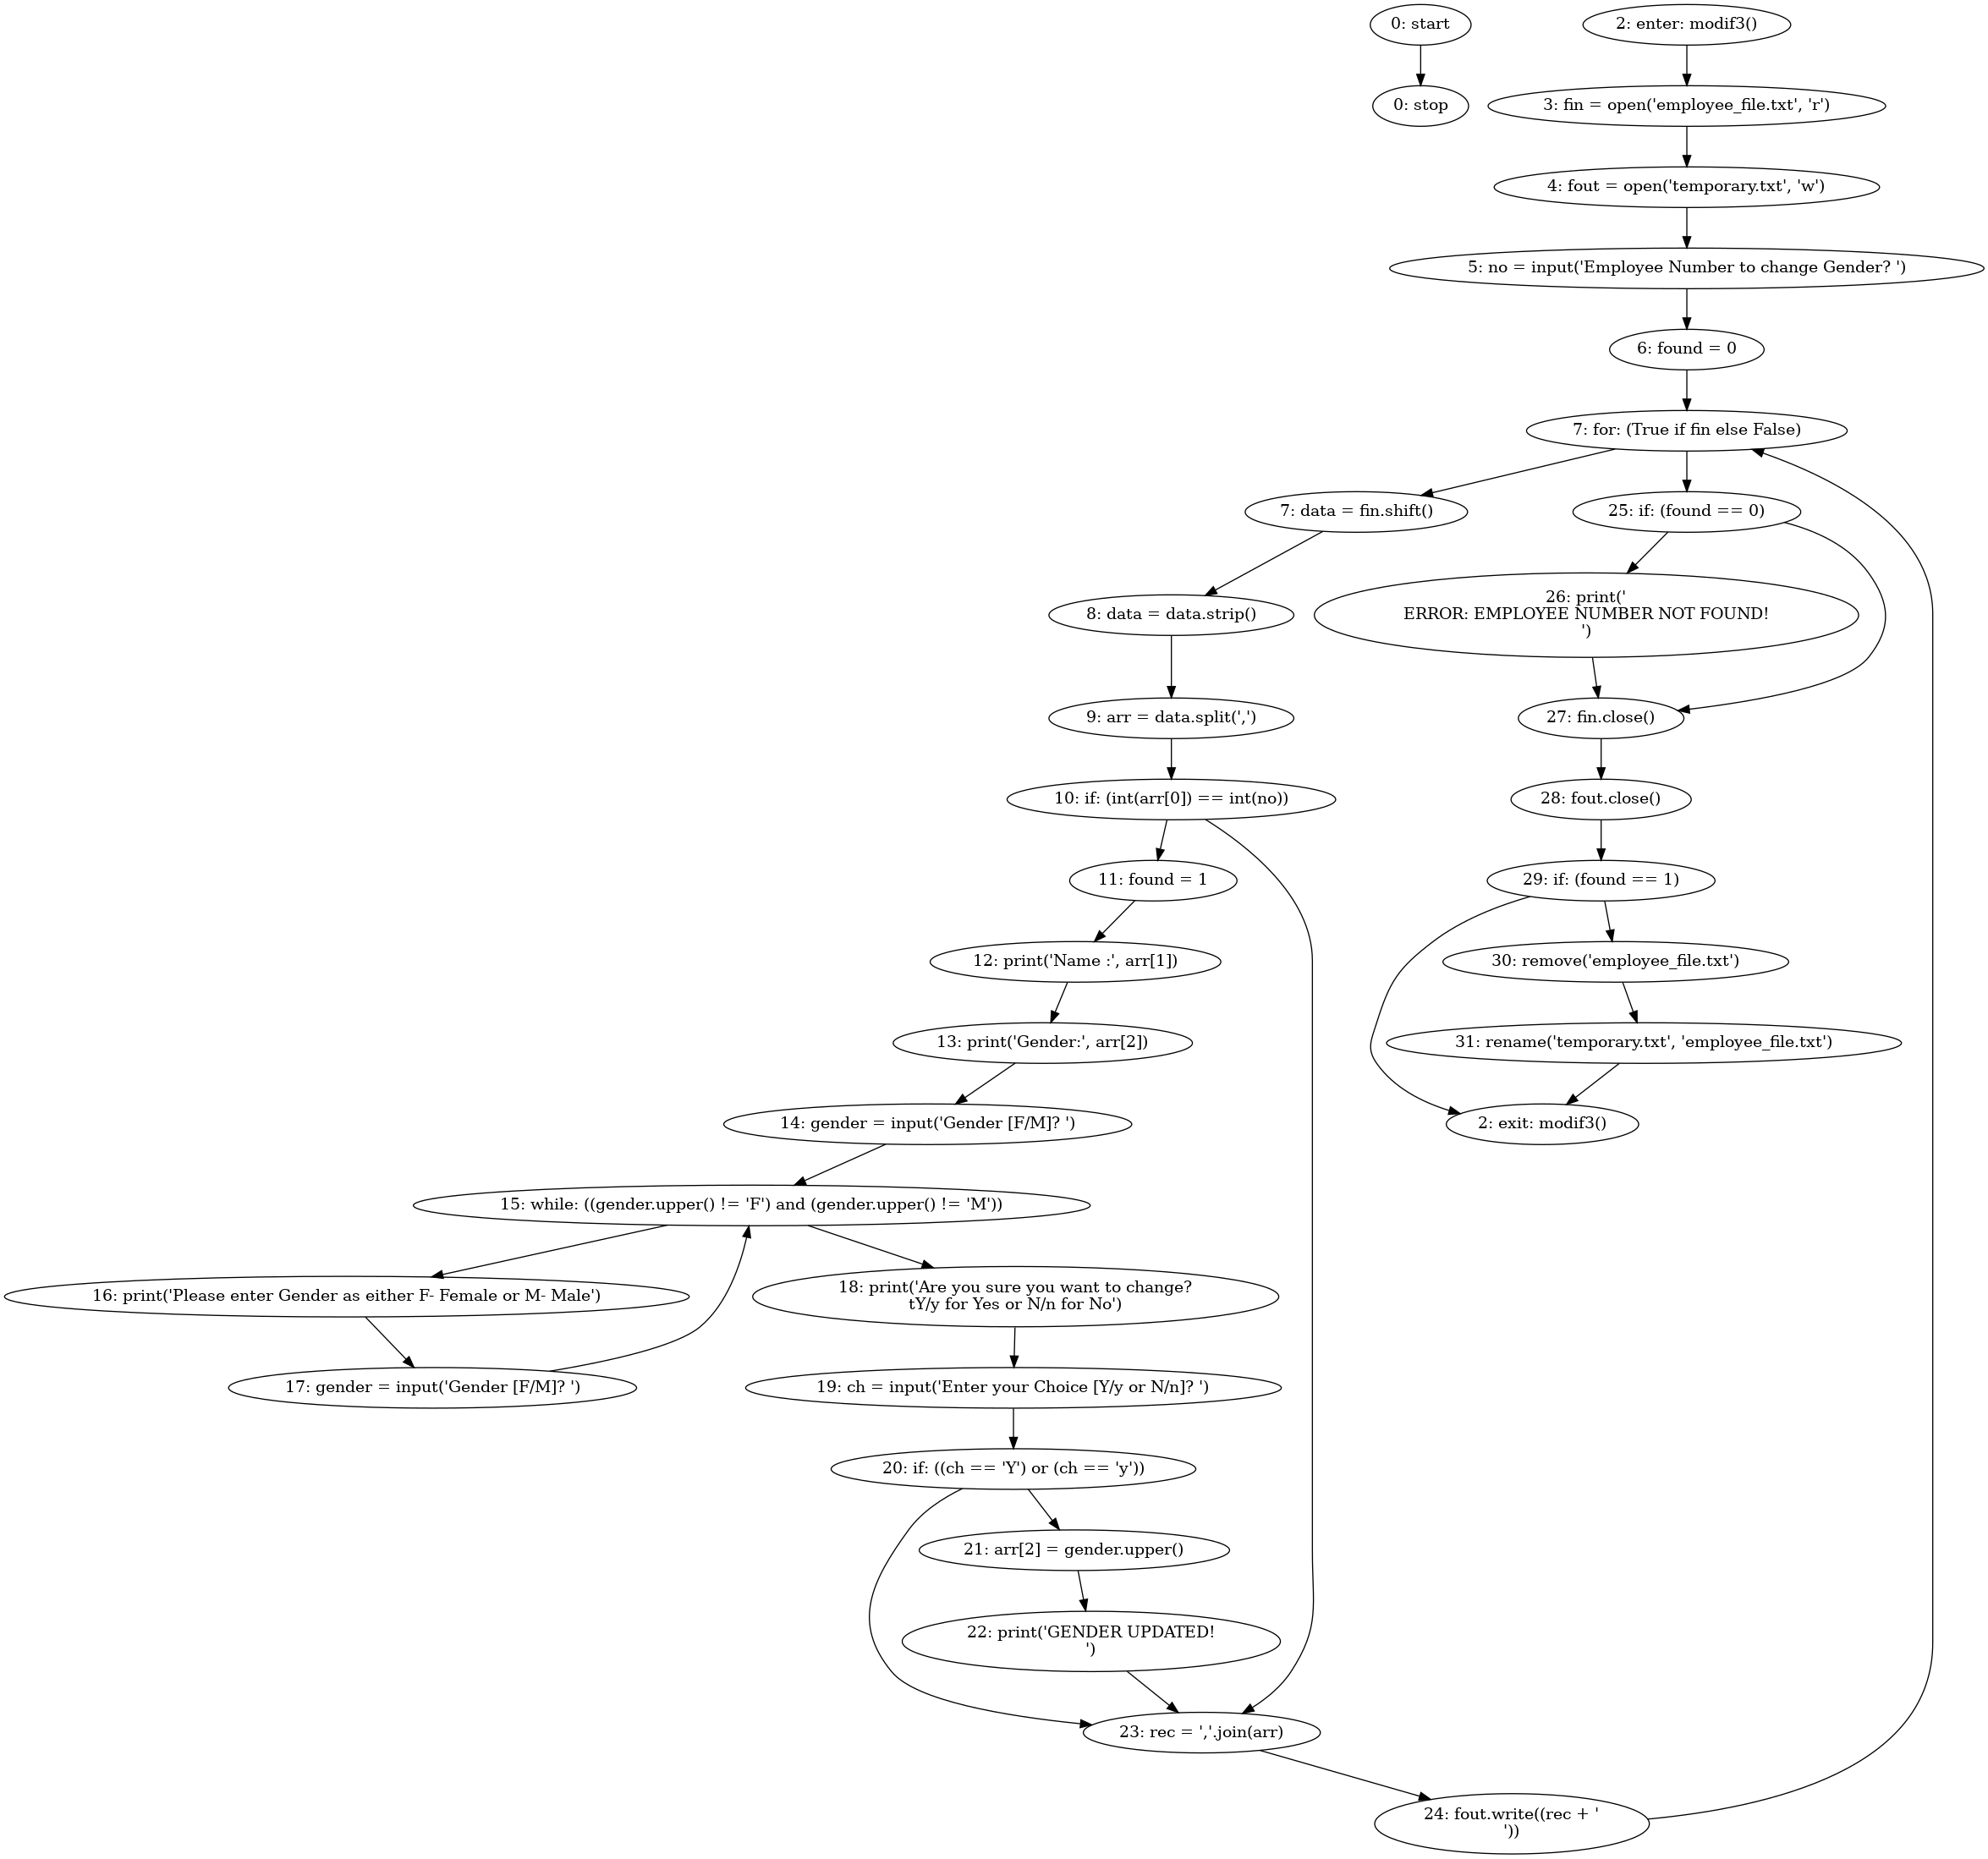 0: start
2: enter: modif3()
0: stop
3: fin = open('employee_file.txt', 'r')
4: fout = open('temporary.txt', 'w')
5: no = input('Employee Number to change Gender? ')
6: found = 0
7: for: (True if fin else False)
7: data = fin.shift()
25: if: (found == 0)
8: data = data.strip()
26: print('
ERROR: EMPLOYEE NUMBER NOT FOUND!
')
9: arr = data.split(',')
27: fin.close()
10: if: (int(arr[0]) == int(no))
28: fout.close()
11: found = 1
29: if: (found == 1)
12: print('Name :', arr[1])
30: remove('employee_file.txt')
13: print('Gender:', arr[2])
31: rename('temporary.txt', 'employee_file.txt')
14: gender = input('Gender [F/M]? ')
2: exit: modif3()
15: while: ((gender.upper() != 'F') and (gender.upper() != 'M'))
16: print('Please enter Gender as either F- Female or M- Male')
18: print('Are you sure you want to change?
tY/y for Yes or N/n for No')
17: gender = input('Gender [F/M]? ')
19: ch = input('Enter your Choice [Y/y or N/n]? ')
20: if: ((ch == 'Y') or (ch == 'y'))
21: arr[2] = gender.upper()
22: print('GENDER UPDATED!
')
23: rec = ','.join(arr)
24: fout.write((rec + '
'))